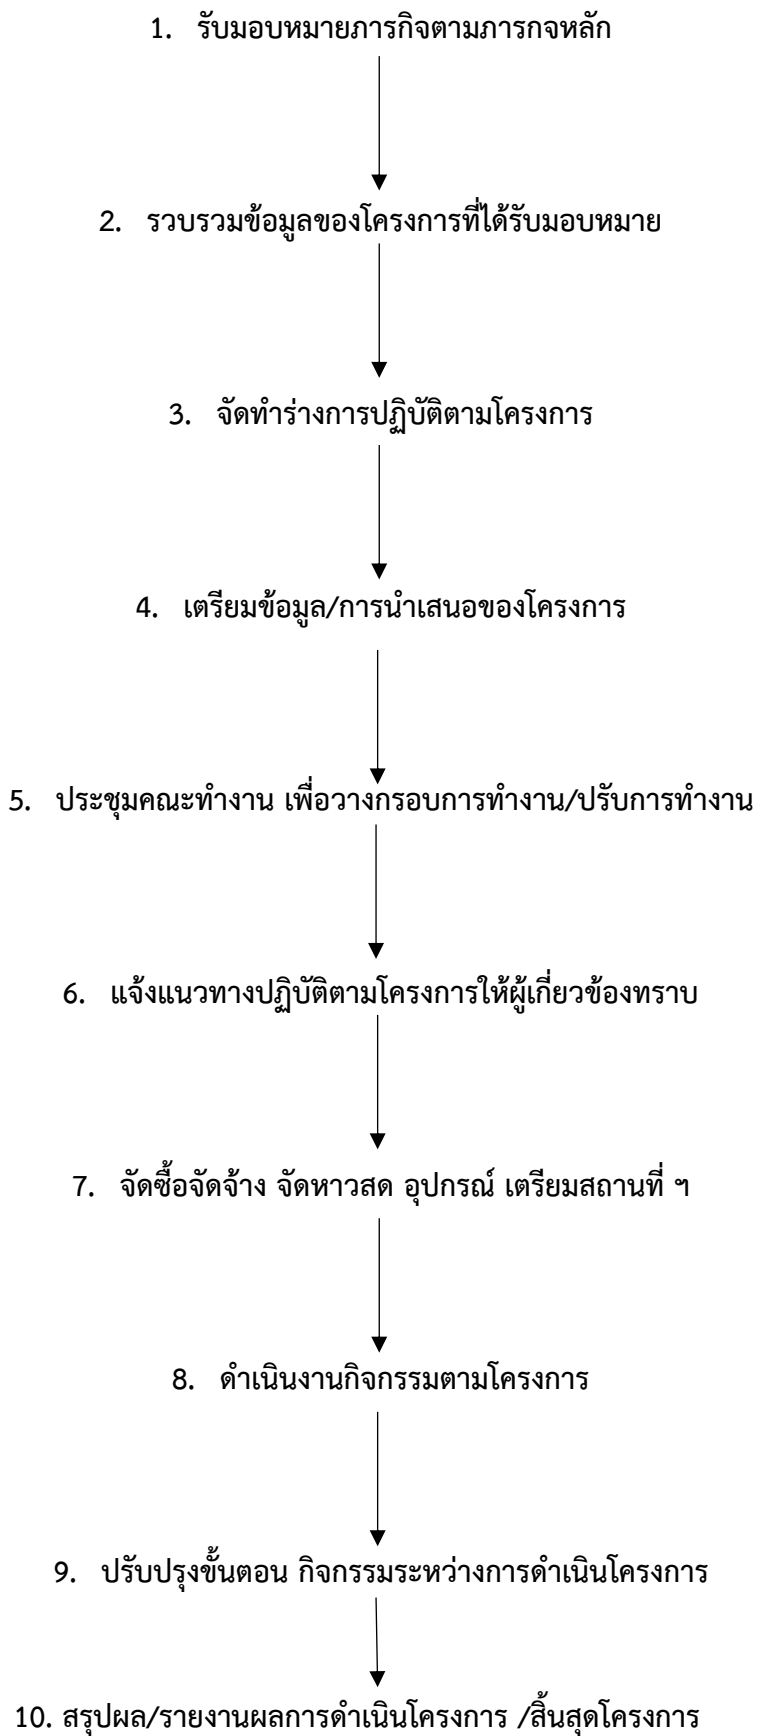 1. รับมอบหมายภารกิจตามภารกจหลัก
2. รวบรวมข้อมูลของโครงการที่ได้รับมอบหมาย
3. จัดทำร่างการปฏิบัติตามโครงการ
4. เตรียมข้อมูล/การนำเสนอของโครงการ
5. ประชุมคณะทำงาน เพื่อวางกรอบการทำงาน/ปรับการทำงาน
6. แจ้งแนวทางปฏิบัติตามโครงการให้ผู้เกี่ยวข้องทราบ
7. จัดซื้อจัดจ้าง จัดหาวสด อุปกรณ์ เตรียมสถานที่ ฯ
8. ดำเนินงานกิจกรรมตามโครงการ
9. ปรับปรุงขั้นตอน กิจกรรมระหว่างการดำเนินโครงการ
10. สรุปผล/รายงานผลการดำเนินโครงการ /สิ้นสุดโครงการ